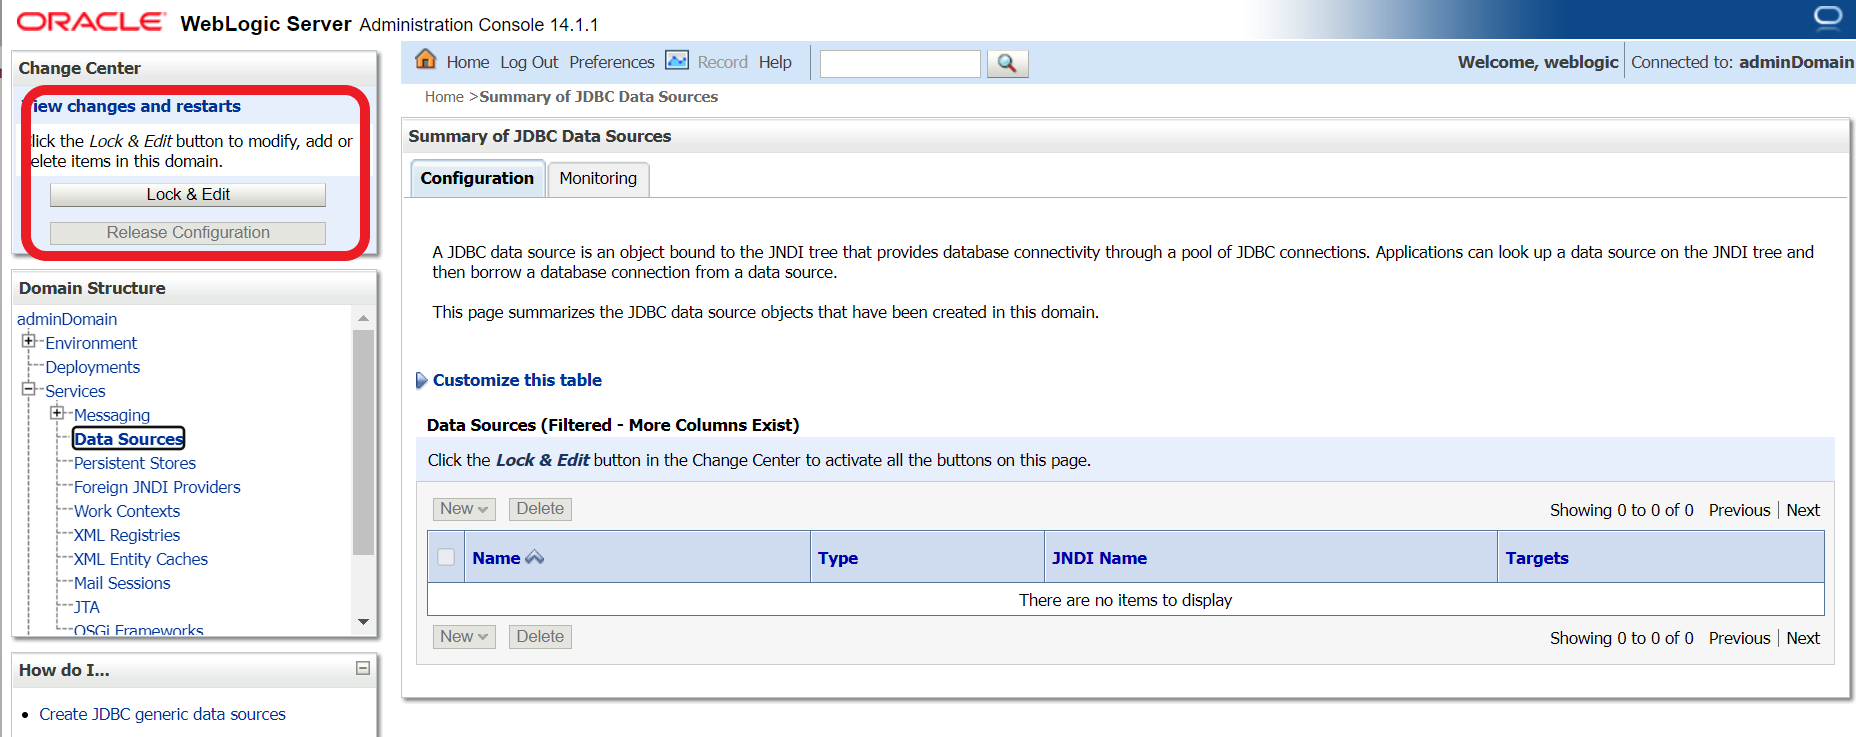 ORACLE WebLogic Server Administration Console 14.1.1
Change Center
View changes and restarts
Click the Lock & Edit button to modify, add or
delete items in this domain.
Lock & Edit
Release Configuration
Domain Structure
adminDomain
Environment
Deployments
Services
Messaging
Data Sources
Persistent Stores
Foreign JNDI Providers
Work Contexts
XML Registries
XML Entity Caches
Mail Sessions
JTA
OSGi Frameworks
How do I...
Create JDBC generic data sources
Home Log Out Preferences Record Help
Welcome, weblogic Connected to: adminDomain
Home >Summary of JDBC Data Sources
Summary of JDBC Data Sources
Configuration Monitoring
A JDBC data source is an object bound to the JNDI tree that provides database connectivity through a pool of JDBC connections. Applications can look up a data source on the JNDI tree and
then borrow a database connection from a data source.
This page summarizes the JDBC data source objects that have been created in this domain.
Customize this table
Data Sources (Filtered - More Columns Exist)
Click the Lock & Edit button in the Change Center to activate all the buttons on this page.
New Delete Showing 0 to 0 of 0 Previous | Next
Name Type JNDI Name Targets
There are no items to display
New Delete Showing 0 to 0 of 0 Previous | Next